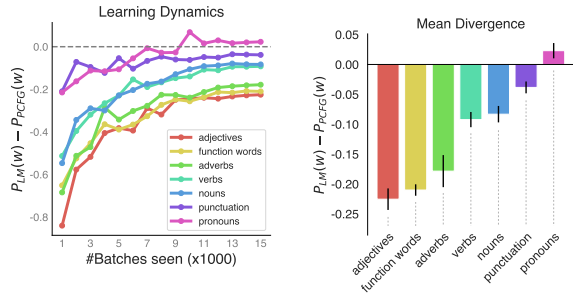 Learning Dynamics
P_LM(w) − P_PCFG(w)
0.0
-0.2
-0.4
-0.6
-0.8
adjectives
function words
adverbs
verbs
nouns
punctuation
pronouns
1 3 5 7 9 11 13 15
#Batches seen (x1000)
Mean Divergence
P_LM(w) − P_PCFG(w)
0.05
0.00
-0.05
-0.10
-0.15
-0.20
-0.25
adjectives
function words
adverbs
verbs
nouns
punctuation
pronouns